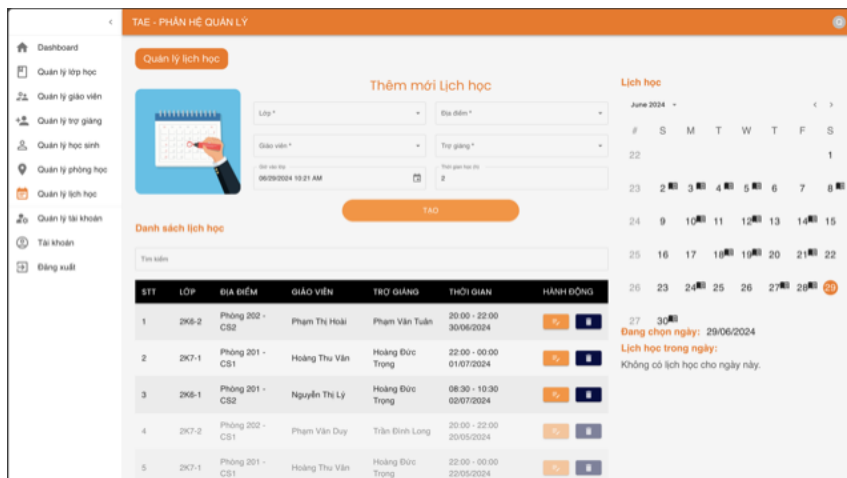 TAE - PHÂN HỆ QUẢN LÝ
Dashboard
Quản lý lớp học
Quản lý giáo viên
Quản lý trợ giảng
Quản lý học sinh
Quản lý phòng học
Quản lý lịch học
Quản lý tài khoản
Tài khoản
Đăng xuất
Quản lý lịch học
Thêm mới Lịch học
Lớp *
Địa điểm *
Giáo viên *
Trợ giảng *
Giờ vào lớp
06/29/2024 10:21 AM
Thời gian học (h)
2
TẠO
Danh sách lịch học
Tìm kiếm
STT LỚP ĐỊA ĐIỂM GIÁO VIÊN TRỢ GIẢNG THỜI GIAN HÀNH ĐỘNG
1 2K6-2 Phòng 202 - CS2 Phạm Thị Hoài Phạm Văn Tuân 20:00 - 22:00 30/06/2024
2 2K7-1 Phòng 201 - CS1 Hoàng Thu Vân Hoàng Đức Trọng 22:00 - 00:00 01/07/2024
3 2K6-1 Phòng 201 - CS2 Nguyễn Thị Lý Hoàng Đức Trọng 08:30 - 10:30 02/07/2024
4 2K7-2 Phòng 202 - CS1 Phạm Văn Duy Trần Đình Long 20:00 - 22:00 20/05/2024
5 2K7-1 Phòng 201 - CS1 Hoàng Thu Vân Hoàng Đức Trọng 22:00 - 00:00 22/05/2024
Lịch học
June 2024
# S M T W T F S
22 1
23 2 3 4 5 6 7 8
24 9 10 11 12 13 14 15
25 16 17 18 19 20 21 22
26 23 24 25 26 27 28 29
27 30
Đang chọn ngày: 29/06/2024
Lịch học trong ngày:
Không có lịch học cho ngày này.